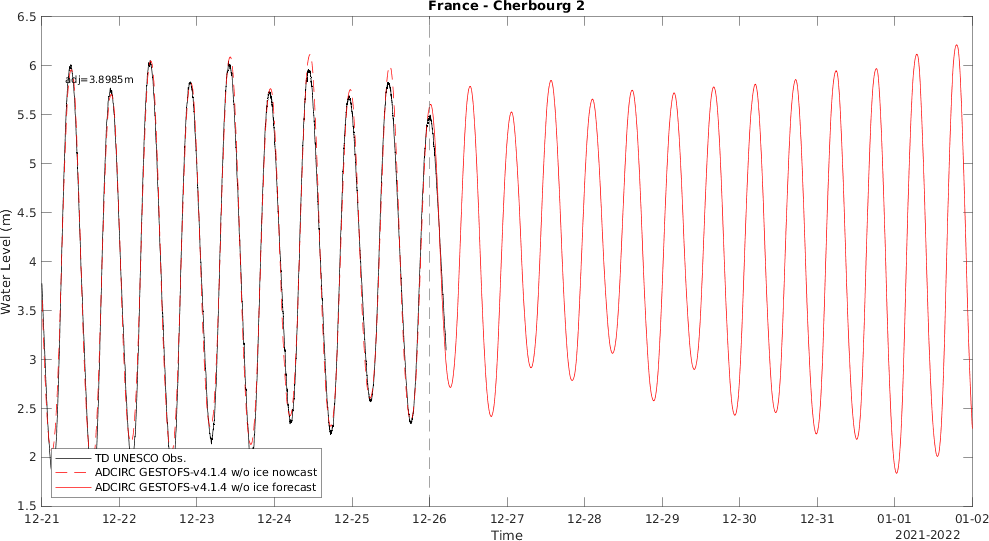 France - Cherbourg 2
6.5
6
5.5
5
4.5
4
3.5
3
2.5
2
1.5
Water Level (m)
adj=3.8985m
TD UNESCO Obs.
ADCIRC GESTOFS-v4.1.4 w/o ice nowcast
ADCIRC GESTOFS-v4.1.4 w/o ice forecast
12-21 12-22 12-23 12-24 12-25 12-26 12-27 12-28 12-29 12-30 12-31 01-01 01-02
Time
2021-2022